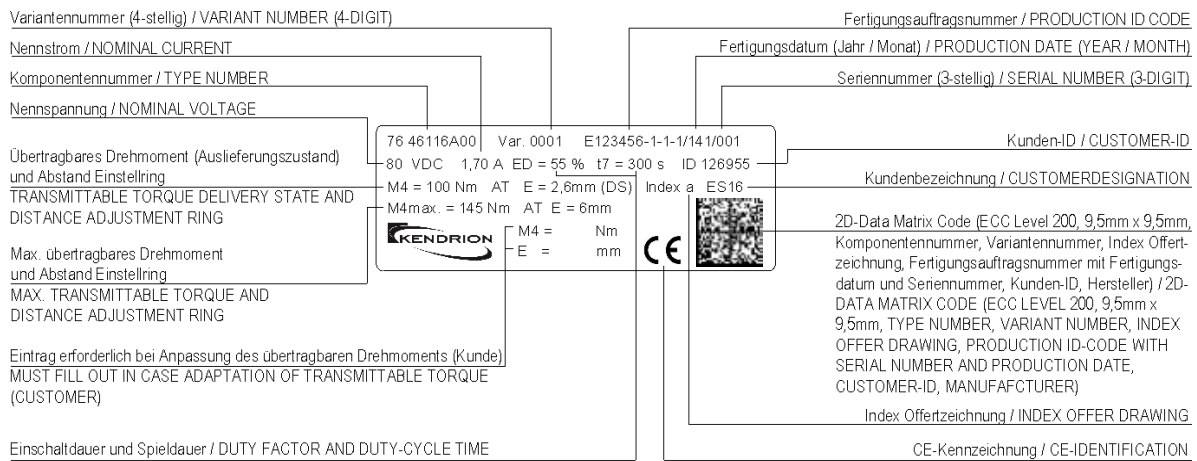 Variantennummer (4-stellig) / VARIANT NUMBER (4-DIGIT)
Nennstrom / NOMINAL CURRENT
Komponentennummer / TYPE NUMBER
Nennspannung / NOMINAL VOLTAGE
Übertragbares Drehmoment (Auslieferungszustand)
und Abstand Einstellring
TRANSMITTABLE TORQUE DELIVERY STATE AND
DISTANCE ADJUSTMENT RING
Max. übertragbares Drehmoment
und Abstand Einstellring
MAX. TRANSMITTABLE TORQUE AND
DISTANCE ADJUSTMENT RING
Eintrag erforderlich bei Anpassung des übertragbaren Drehmoments (Kunde)
MUST FILL OUT IN CASE ADAPTATION OF TRANSMITTABLE TORQUE
(CUSTOMER)
Einschaltdauer und Spieldauer / DUTY FACTOR AND DUTY-CYCLE TIME
76 46116A00 Var. 0001 E123456-1-1-1/141/001
80 VDC 1,70 A ED = 55 % t7 = 300 s ID 126955
M4 = 100 Nm AT E = 2,6mm (DS) Index a ES16
M4max. = 145 Nm AT E = 6mm
KENDRION
M4 = Nm
E = mm
CE
Fertigungsauftragsnummer / PRODUCTION ID CODE
Fertigungsdatum (Jahr / Monat) / PRODUCTION DATE (YEAR / MONTH)
Seriennummer (3-stellig) / SERIAL NUMBER (3-DIGIT)
Kunden-ID / CUSTOMER-ID
Kundenbezeichnung / CUSTOMERDESIGNATION
2D-Data Matrix Code (ECC Level 200, 9,5mm x 9,5mm,
Komponentennummer, Variantennummer, Index Offert-
zeichnung, Fertigungsauftragsnummer mit Fertigungs-
datum und Seriennummer, Kunden-ID, Hersteller) / 2D-
DATA MATRIX CODE (ECC LEVEL 200, 9,5mm x
9,5mm, TYPE NUMBER, VARIANT NUMBER, INDEX
OFFER DRAWING, PRODUCTION ID-CODE WITH
SERIAL NUMBER AND PRODUCTION DATE,
CUSTOMER-ID, MANUFAFCTURER)
Index Offertzeichnung / INDEX OFFER DRAWING
CE-Kennzeichnung / CE-IDENTIFICATION